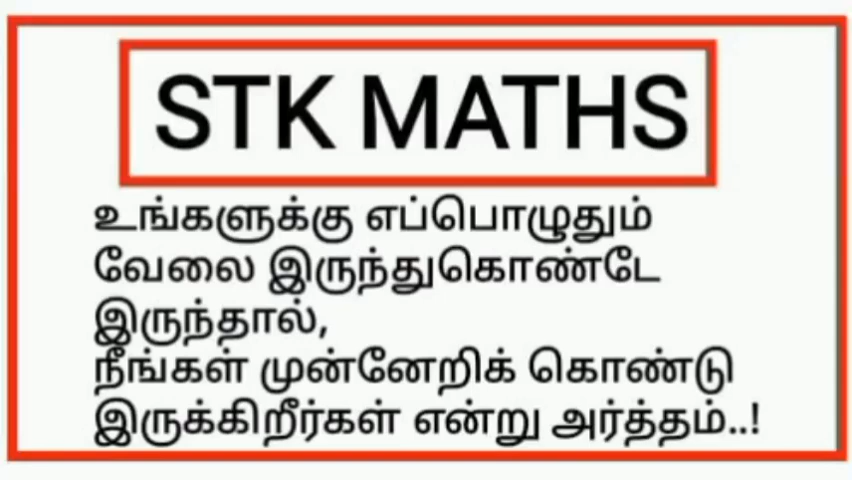 STK MATHS
உங்களுக்கு எப்பொழுதும்
வேலை இருந்துகொண்டே
இருந்தால்,
நீங்கள் முன்னேறிக் கொண்டு
இருக்கிறீர்கள் என்று அர்த்தம்..!